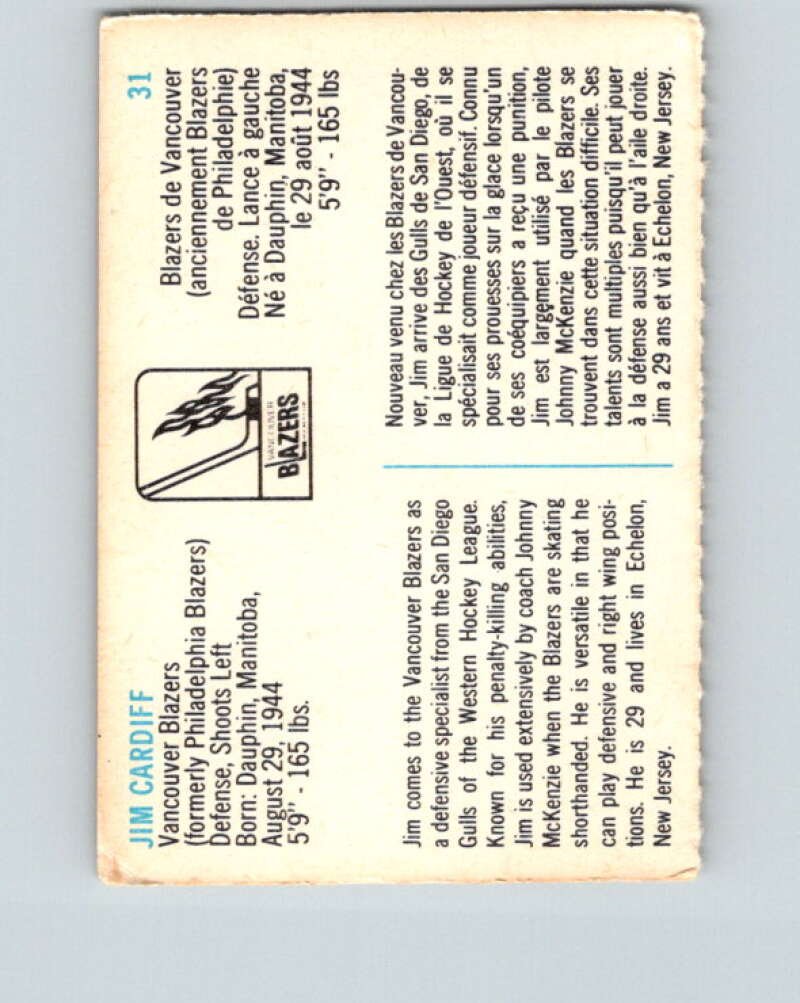 JIM CARDIFF
Vancouver Blazers
(formerly Philadelphia Blazers)
Defense, Shoots Left
Born: Dauphin, Manitoba,
August 29, 1944
5'9" - 165 lbs.
VANCOUVER
BLAZERS
31
Blazers de Vancouver
(anciennement Blazers
de Philadelphie)
Défense. Lance à gauche
Né à Dauphin, Manitoba,
le 29 août 1944
5'9" - 165 lbs
Jim comes to the Vancouver Blazers as
a defensive specialist from the San Diego
Gulls of the Western Hockey League.
Known for his penalty-killing abilities,
Jim is used extensively by coach Johnny
McKenzie when the Blazers are skating
shorthanded. He is versatile in that he
can play defensive and right wing posi-
tions. He is 29 and lives in Echelon,
New Jersey.
Nouveau venu chez les Blazers de Vancou-
ver, Jim arrive des Gulls de San Diego, de
la Ligue de Hockey de l'Ouest, où il se
spécialisait comme joueur défensif. Connu
pour ses prouesses sur la glace lorsqu'un
de ses coéquipiers a reçu une punition,
Jim est largement utilisé par le pilote
Johnny McKenzie quand les Blazers se
trouvent dans cette situation difficile. Ses
talents sont multiples puisqu'il peut jouer
à la défense aussi bien qu'à l'aile droite.
Jim a 29 ans et vit à Echelon, New Jersey.